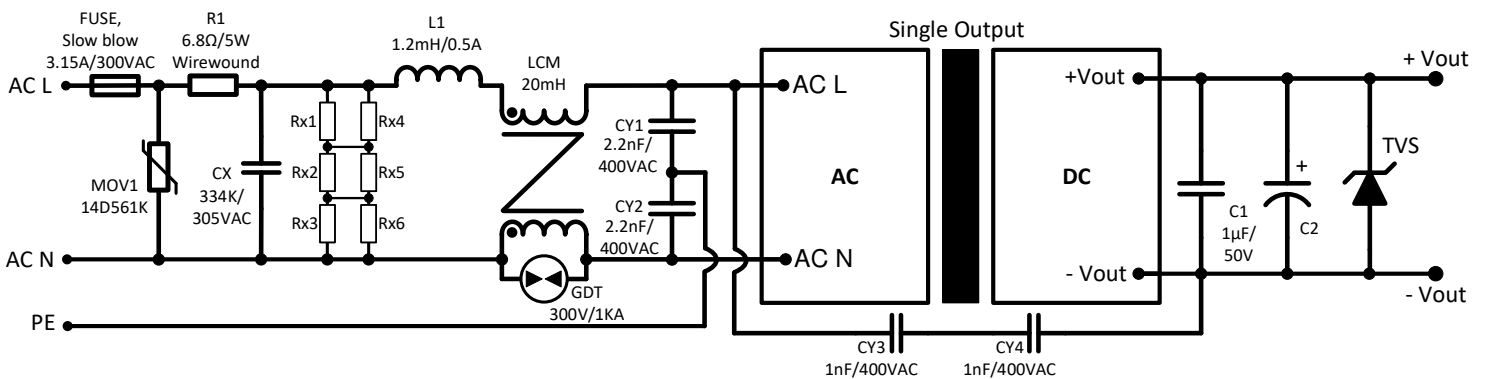 FUSE,
Slow blow
3.15A/300VAC
R1
6.8Ω/5W
Wirewound
L1
1.2mH/0.5A
LCM
20mH
Single Output
AC L
AC L
+Vout
+ Vout
Rx1
Rx4
CY1
2.2nF/
400VAC
TVS
MOV1
14D561K
CX
334K/
305VAC
Rx2
Rx5
AC
DC
+
CY2
2.2nF/
400VAC
Rx3
Rx6
C1
1µF/
50V
C2
AC N
AC N
- Vout
- Vout
GDT
300V/1KA
PE
CY3
1nF/400VAC
CY4
1nF/400VAC